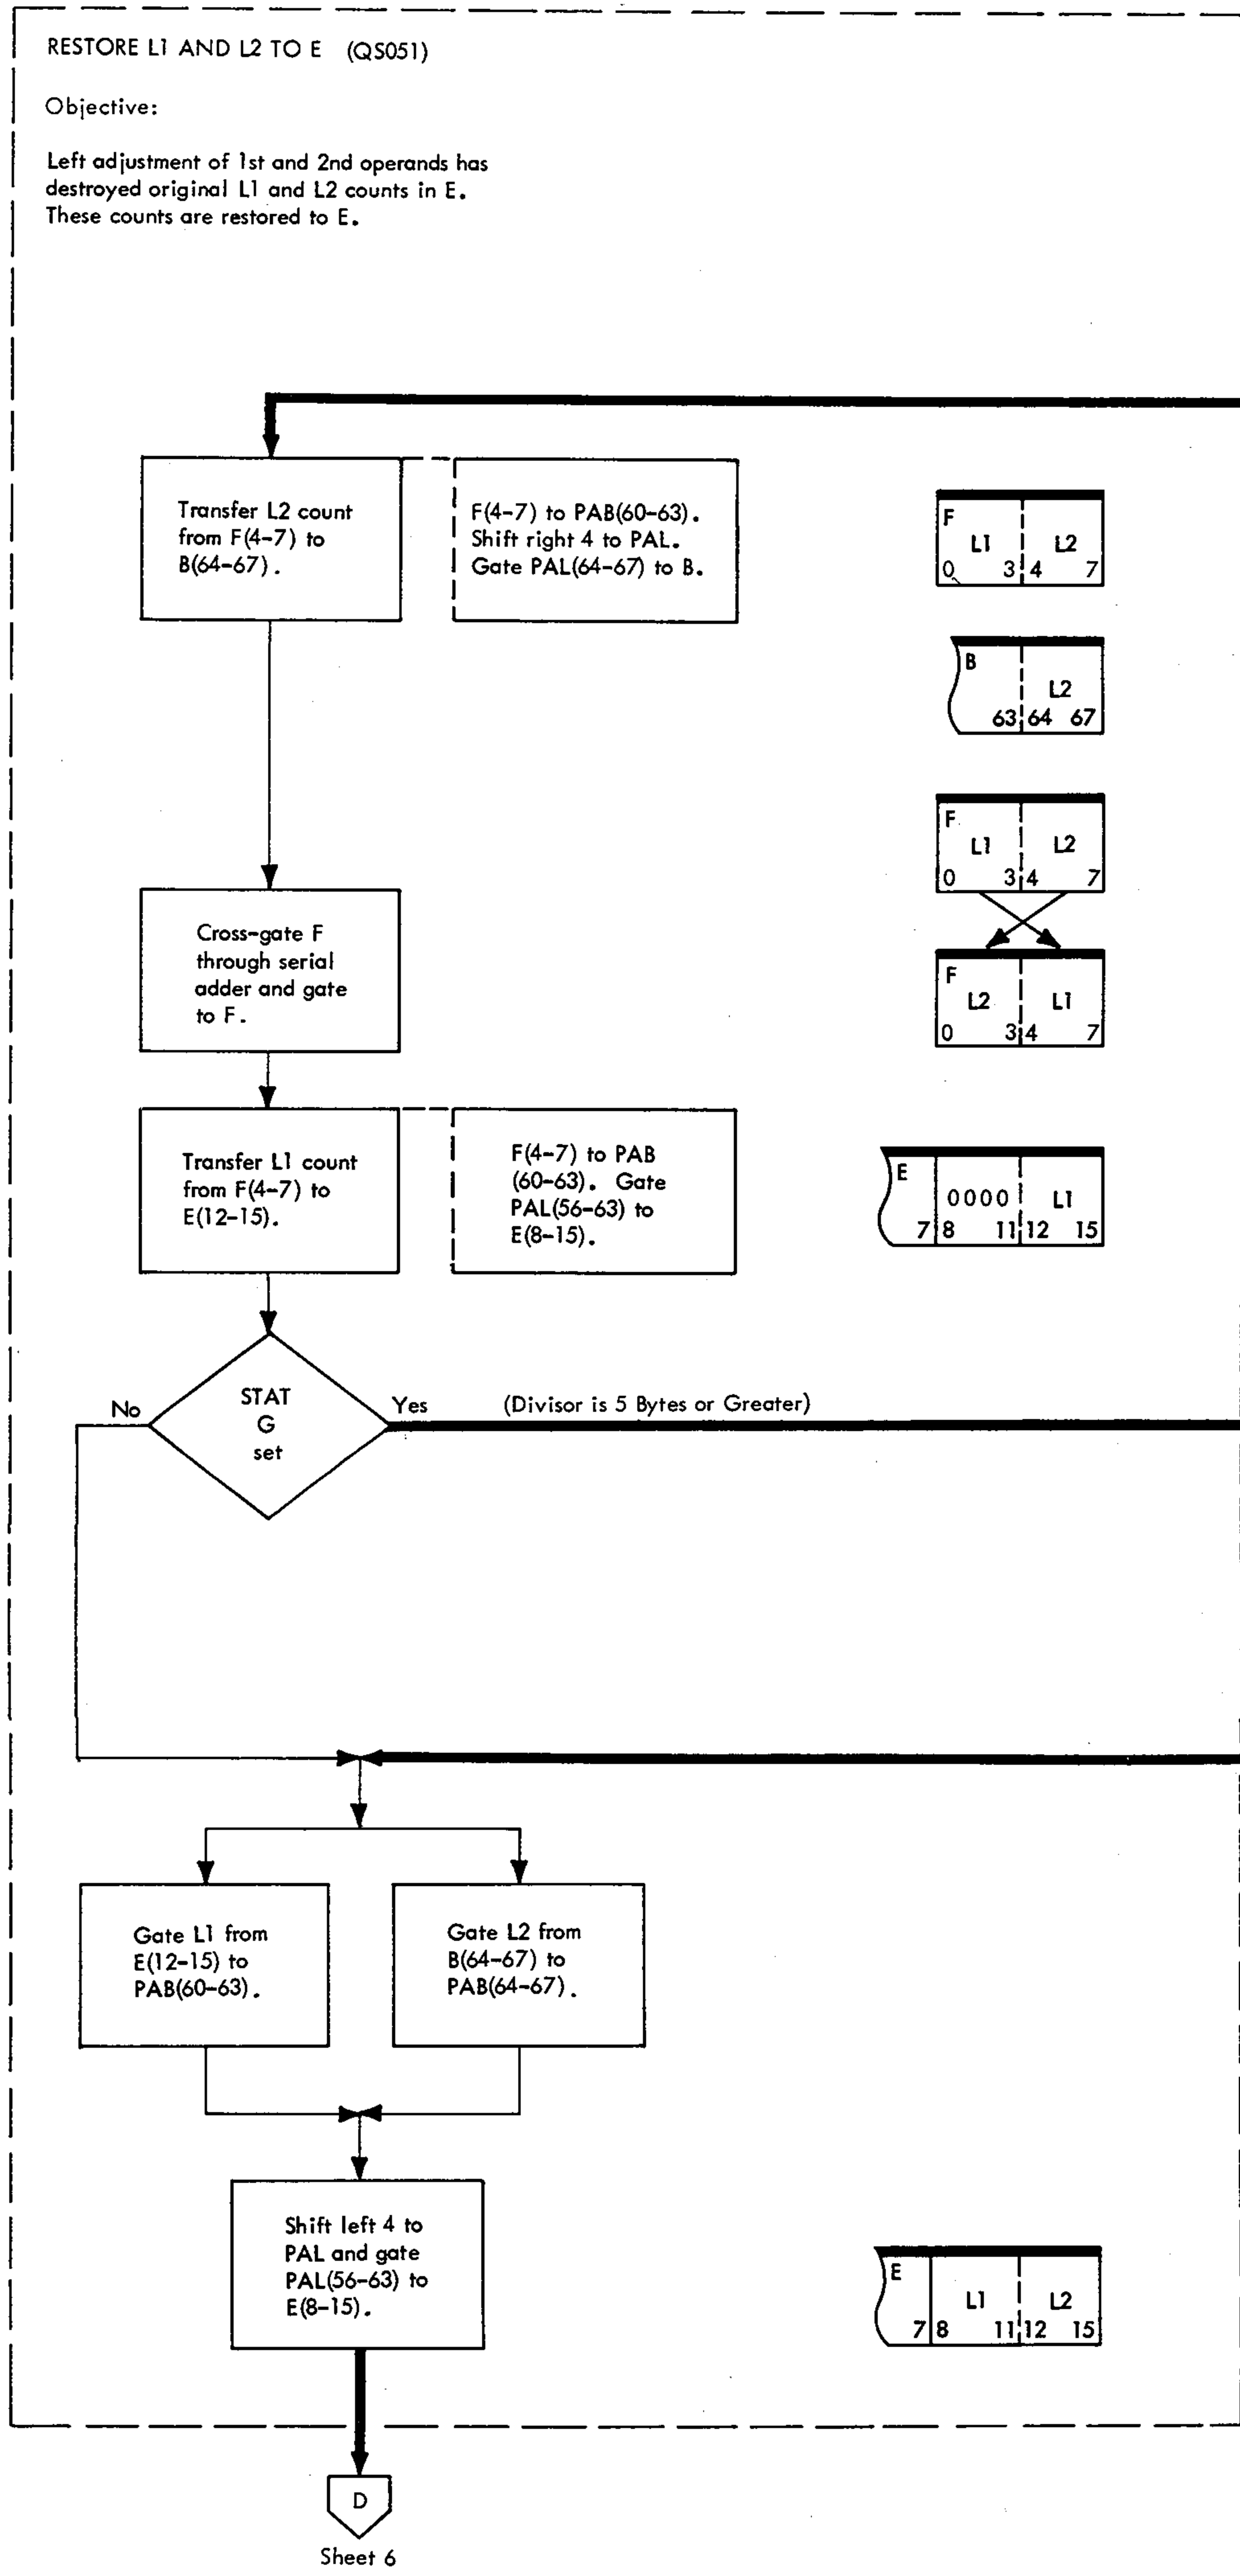 RESTORE L1 AND L2 TO E (QS051)
Objective:
Left adjustment of 1st and 2nd operands has
destroyed original L1 and L2 counts in E.
These counts are restored to E.
Transfer L2 count
from F(4-7) to
B(64-67).
F(4-7) to PAB(60-63).
Shift right 4 to PAL.
Gate PAL(64-67) to B.
F
L1 L2
0 3 4 7
B
L2
63 64 67
F
L1 L2
0 3 4 7
Cross-gate F
through serial
adder and gate
to F.
F
L2 L1
0 3 4 7
Transfer L1 count
from F(4-7) to
E(12-15).
F(4-7) to PAB
(60-63). Gate
PAL(56-63) to
E(8-15).
E
0000 L1
7 8 11 12 15
STAT
G
set
No
Yes
(Divisor is 5 Bytes or Greater)
Gate L1 from
E(12-15) to
PAB(60-63).
Gate L2 from
B(64-67) to
PAB(64-67).
Shift left 4 to
PAL and gate
PAL(56-63) to
E(8-15).
E
L1 L2
7 8 11 12 15
D
Sheet 6